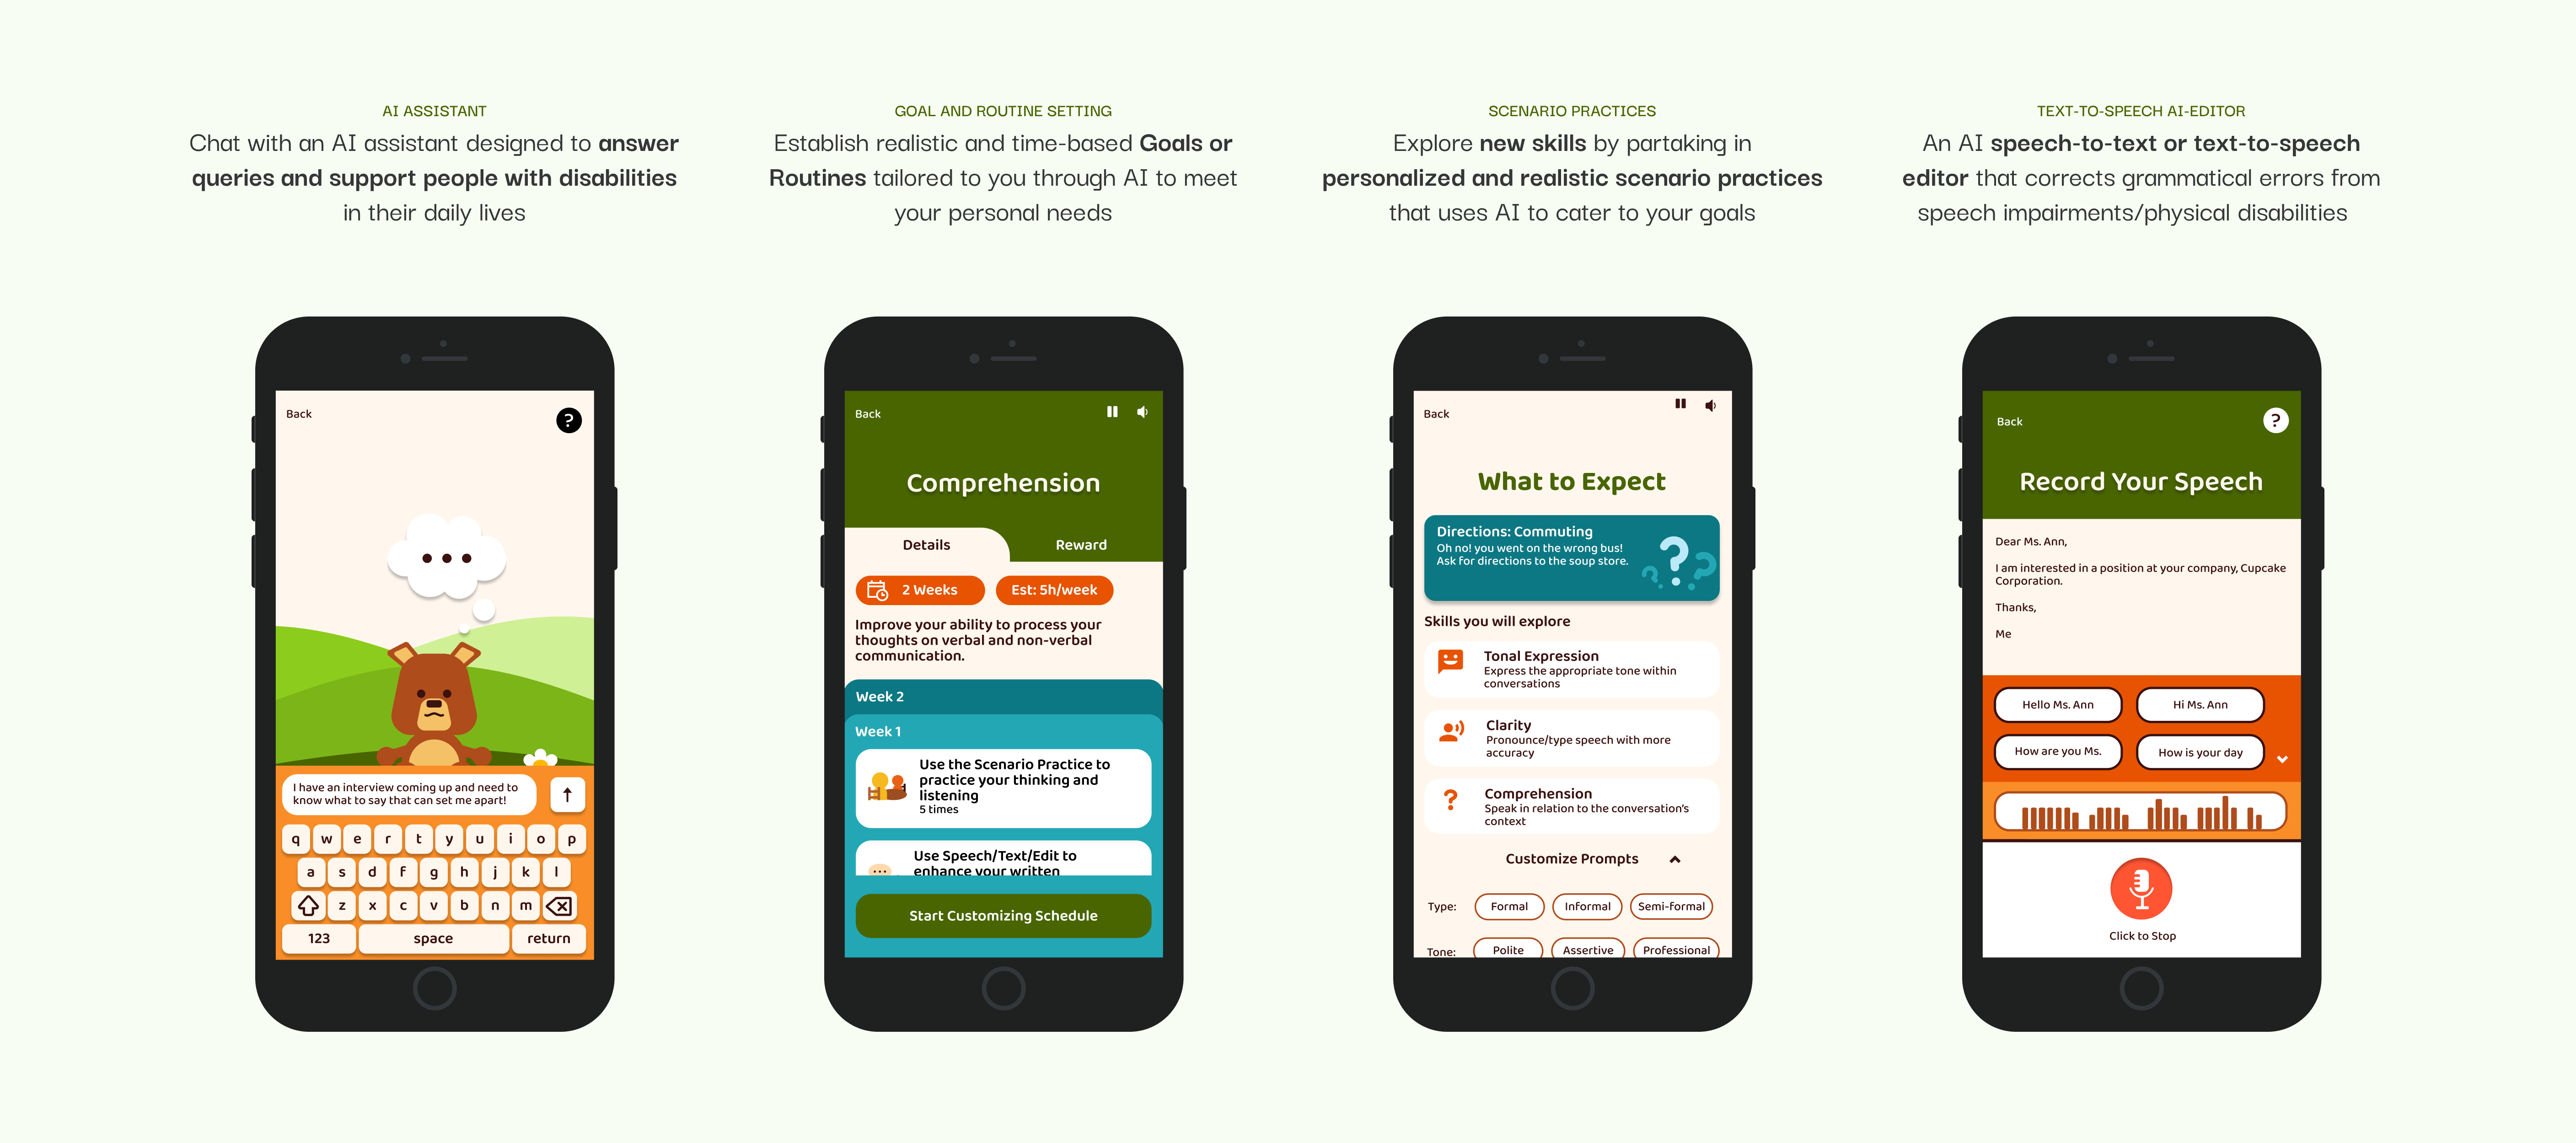 AI ASSISTANT
Chat with an AI assistant designed to answer
queries and support people with disabilities
in their daily lives
GOAL AND ROUTINE SETTING
Establish realistic and time-based Goals or
Routines tailored to you through AI to meet
your personal needs
SCENARIO PRACTICES
Explore new skills by partaking in
personalized and realistic scenario practices
that uses AI to cater to your goals
TEXT-TO-SPEECH AI-EDITOR
An AI speech-to-text or text-to-speech
editor that corrects grammatical errors from
speech impairments/physical disabilities
Back
?
I have an interview coming up and need to
know what to say that can set me apart!
q w e r t y u i o p
a s d f g h j k l
z x c v b n m
123 space return
Back
Comprehension
Details Reward
2 Weeks Est: 5h/week
Improve your ability to process your
thoughts on verbal and non-verbal
communication.
Week 2
Week 1
Use the Scenario Practice to
practice your thinking and
listening
5 times
Use Speech/Text/Edit to
enhance your written
Start Customizing Schedule
Back
What to Expect
Directions: Commuting
Oh no! you went on the wrong bus!
Ask for directions to the soup store.
? ? ?
Skills you will explore
Tonal Expression
Express the appropriate tone within
conversations
Clarity
Pronounce/type speech with more
accuracy
?
Comprehension
Speak in relation to the conversation's
context
Customize Prompts
Type: Formal Informal Semi-formal
Tone: Polite Assertive Professional
Back
?
Record Your Speech
Dear Ms. Ann,
I am interested in a position at your company, Cupcake
Corporation.
Thanks,
Me
Hello Ms. Ann Hi Ms. Ann
How are you Ms. How is your day
Click to Stop